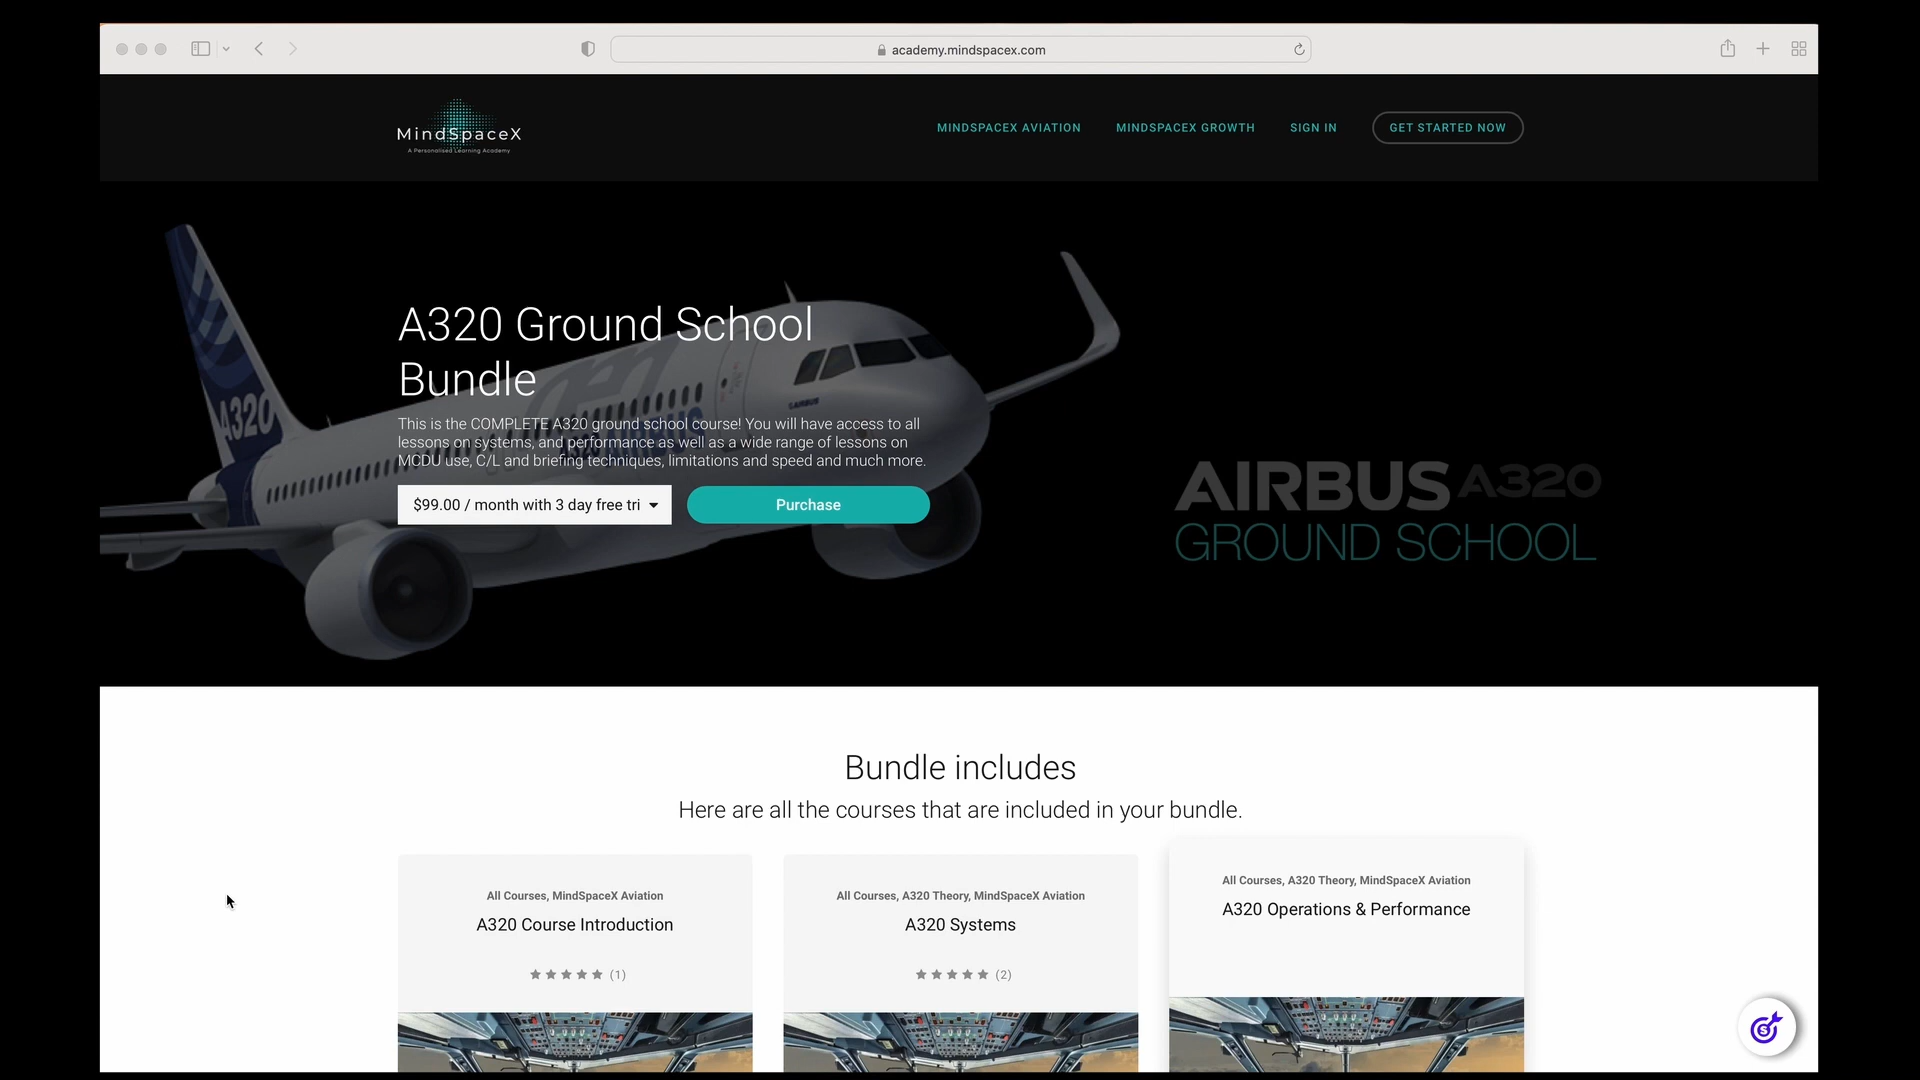 academy.mindspacex.com
MindSpaceX
A Personalised Learning Academy
MINDSPACEX AVIATION
MINDSPACEX GROWTH
SIGN IN
GET STARTED NOW
A320 Ground School
Bundle
This is the COMPLETE A320 ground school course! You will have access to all
lessons on systems, and performance as well as a wide range of lessons on
MCDU use, C/L and briefing techniques, limitations and speed and much more.
$99.00 / month with 3 day free tri
Purchase
A320
AIRBUS
AIRBUS A320
GROUND SCHOOL
Bundle includes
Here are all the courses that are included in your bundle.
All Courses, MindSpaceX Aviation
A320 Course Introduction
(1)
All Courses, A320 Theory, MindSpaceX Aviation
A320 Systems
(2)
All Courses, A320 Theory, MindSpaceX Aviation
A320 Operations & Performance